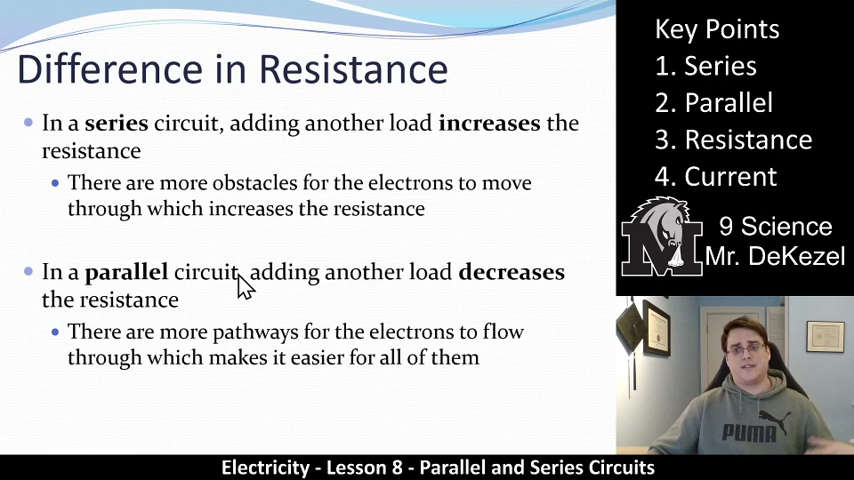 Difference in Resistance
In a series circuit, adding another load increases the
resistance
There are more obstacles for the electrons to move
through which increases the resistance
In a parallel circuit, adding another load decreases
the resistance
There are more pathways for the electrons to flow
through which makes it easier for all of them
Key Points
1. Series
2. Parallel
3. Resistance
4. Current
M
9 Science
Mr. DeKezel
PUMA
Electricity - Lesson 8 - Parallel and Series Circuits